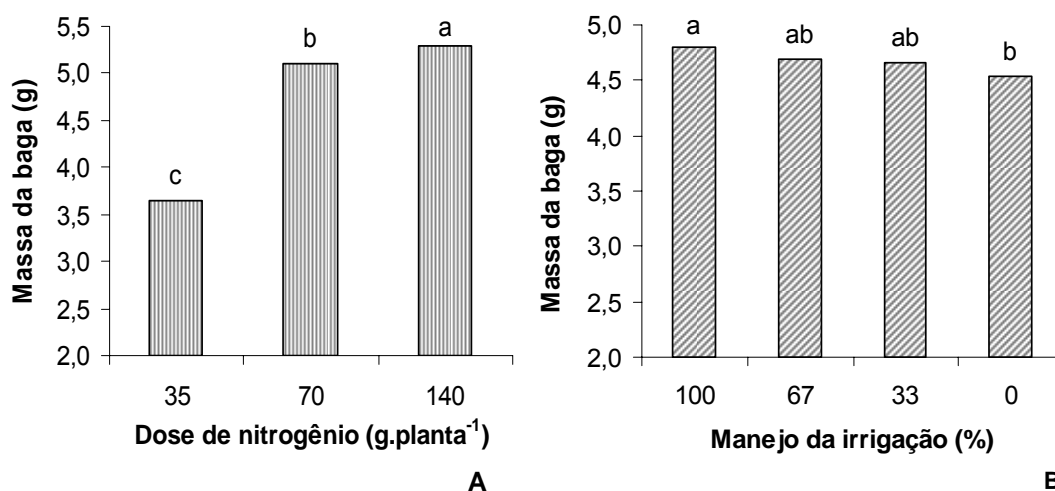 Massa da baga (g)
5,5
5,0
5,5
4,0
3,5
3,0
2,5
2,0
c
b
a
35 70 140
Dose de nitrogênio (g.planta⁻¹)
A
Massa da baga (g)
5,0
4,5
4,0
3,5
3,0
2,5
2,0
a
ab
ab
b
100 67 33 0
Manejo da irrigação (%)
B